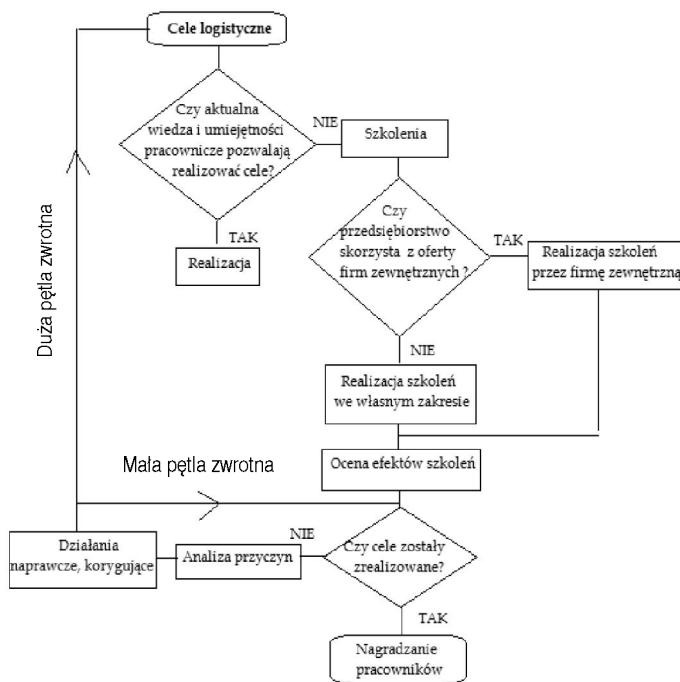 Cele logistyczne
Czy aktualna
wiedza i umiejętności
pracownicze pozwalają
realizować cele?
NIE
Szkolenia
TAK
Realizacja
Czy
przedsiębiorstwo
skorzysta z oferty
firm zewnętrznych ?
TAK
Realizacja szkoleń
przez firmę zewnętrzną
NIE
Realizacja szkoleń
we własnym zakresie
Duża pętla zwrotna
Mała pętla zwrotna
Ocena efektów szkoleń
Działania
naprawcze, korygujące
Analiza przyczyn
NIE
Czy cele zostały
zrealizowane?
TAK
Nagradzanie
pracowników